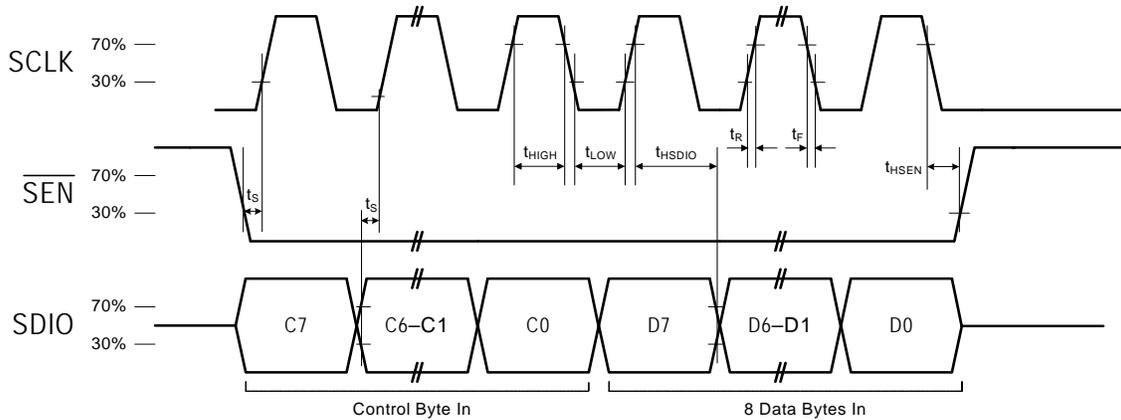 SCLK
70%
30%
tR
tF
tHIGH
tLOW
tHSDIO
tHSEN
SEN
70%
30%
tS
tS
SDIO
70%
30%
C7
C6–C1
C0
D7
D6–D1
D0
Control Byte In
8 Data Bytes In